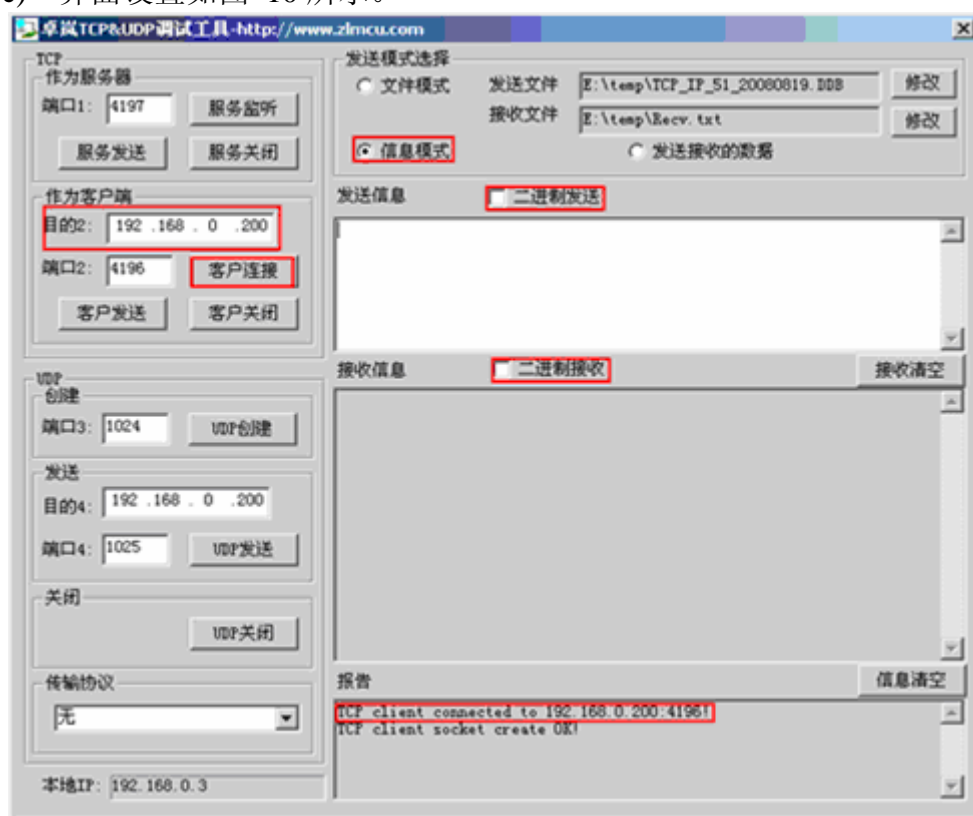 界面设置如图
卓岚TCP&UDP调试工具-http://www.zlmcu.com
TCP
作为服务器
端口1: 4197 服务监听
服务发送 服务关闭
作为客户端
目的2: 192 .168 . 0 .200
端口2: 4196 客户连接
客户发送 客户关闭
UDP
创建
端口3: 1024 UDP创建
发送
目的4: 192 .168 . 0 .200
端口4: 1025 UDP发送
关闭
UDP关闭
传输协议
无
本地IP: 192.168.0.3
发送模式选择
文件模式 发送文件 E:\temp\TCP_IP_51_20080819.DDB 修改
接收文件 E:\temp\Recv.txt 修改
信息模式 发送接收的数据
发送信息 二进制发送
接收信息 二进制接收 接收清空
报告 信息清空
TCP client connected to 192.168.0.200:4196!
TCP client socket create OK!